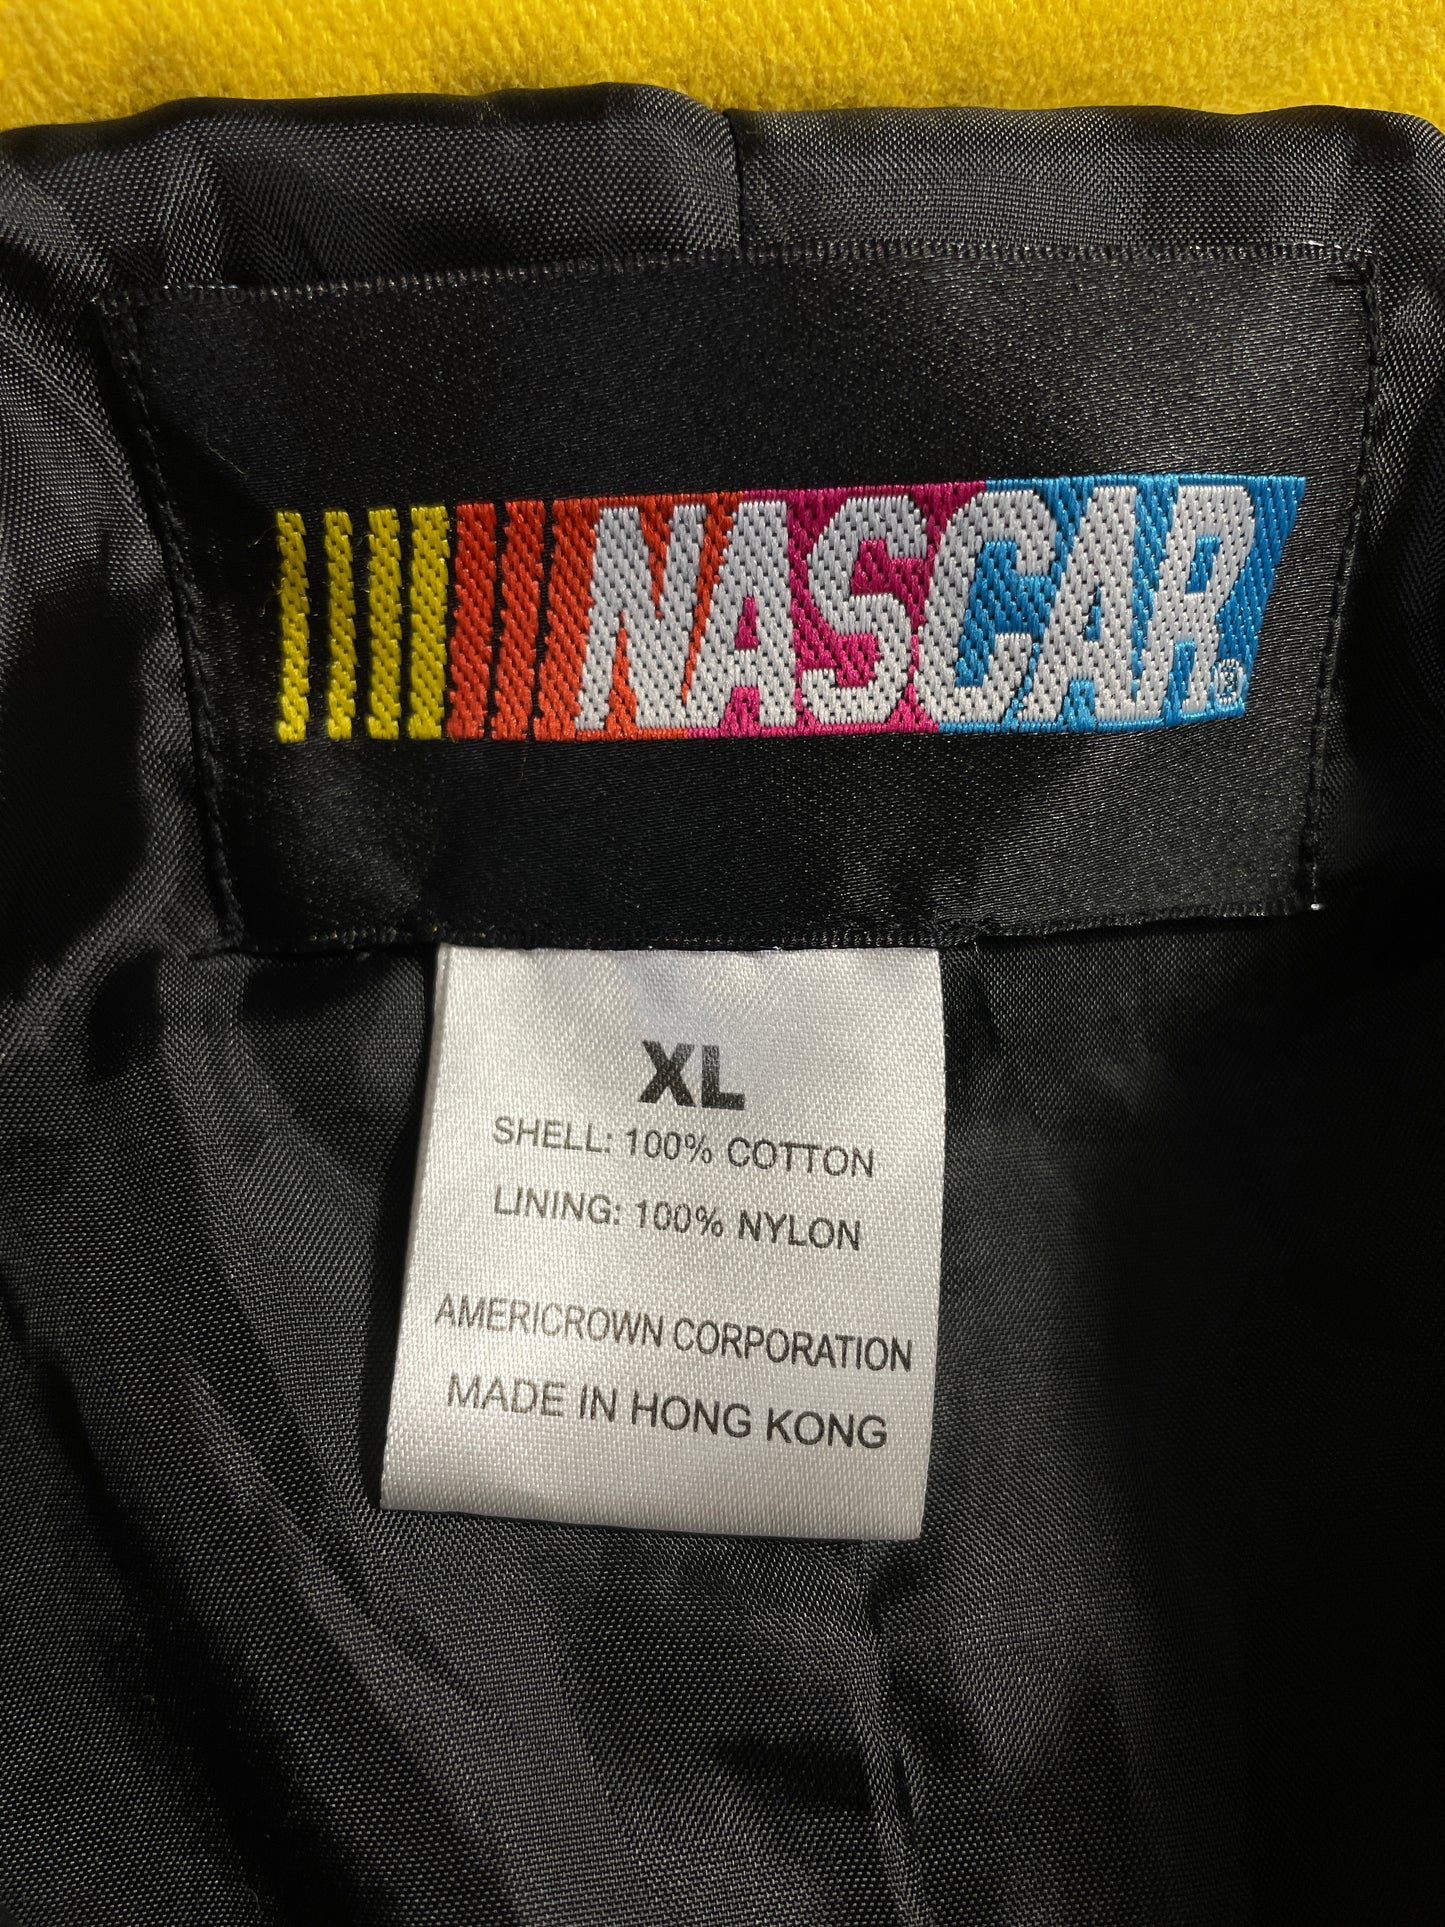 NASCAR®
XL
SHELL: 100% COTTON
LINING: 100% NYLON
AMERICROWN CORPORATION
MADE IN HONG KONG